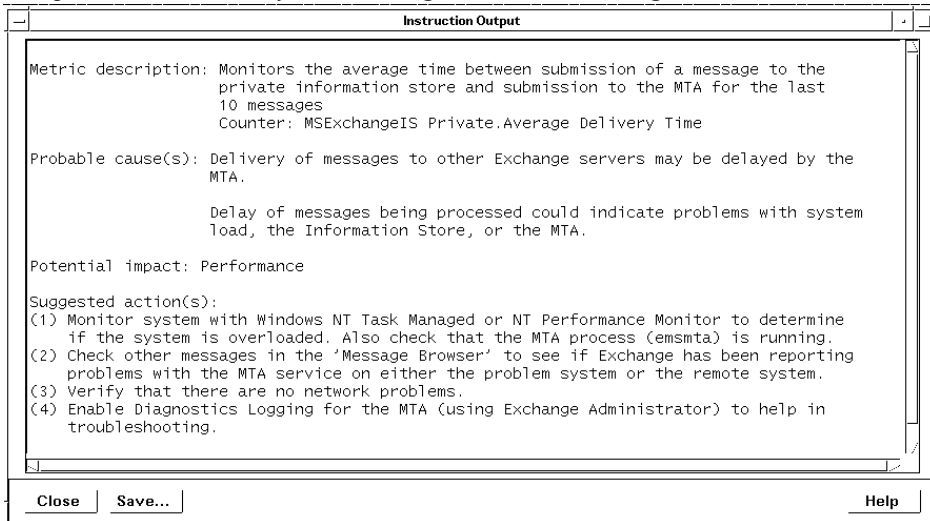 Instruction Output
Metric description: Monitors the average time between submission of a message to the
private information store and submission to the MTA for the last
10 messages
Counter: MSExchangeIS Private.Average Delivery Time
Probable cause(s): Delivery of messages to other Exchange servers may be delayed by the
MTA.
Delay of messages being processed could indicate problems with system
load, the Information Store, or the MTA.
Potential impact: Performance
Suggested action(s):
(1) Monitor system with Windows NT Task Managed or NT Performance Monitor to determine
if the system is overloaded. Also check that the MTA process (emsmta) is running.
(2) Check other messages in the 'Message Browser' to see if Exchange has been reporting
problems with the MTA service on either the problem system or the remote system.
(3) Verify that there are no network problems.
(4) Enable Diagnostics Logging for the MTA (using Exchange Administrator) to help in
troubleshooting.
Close Save... Help